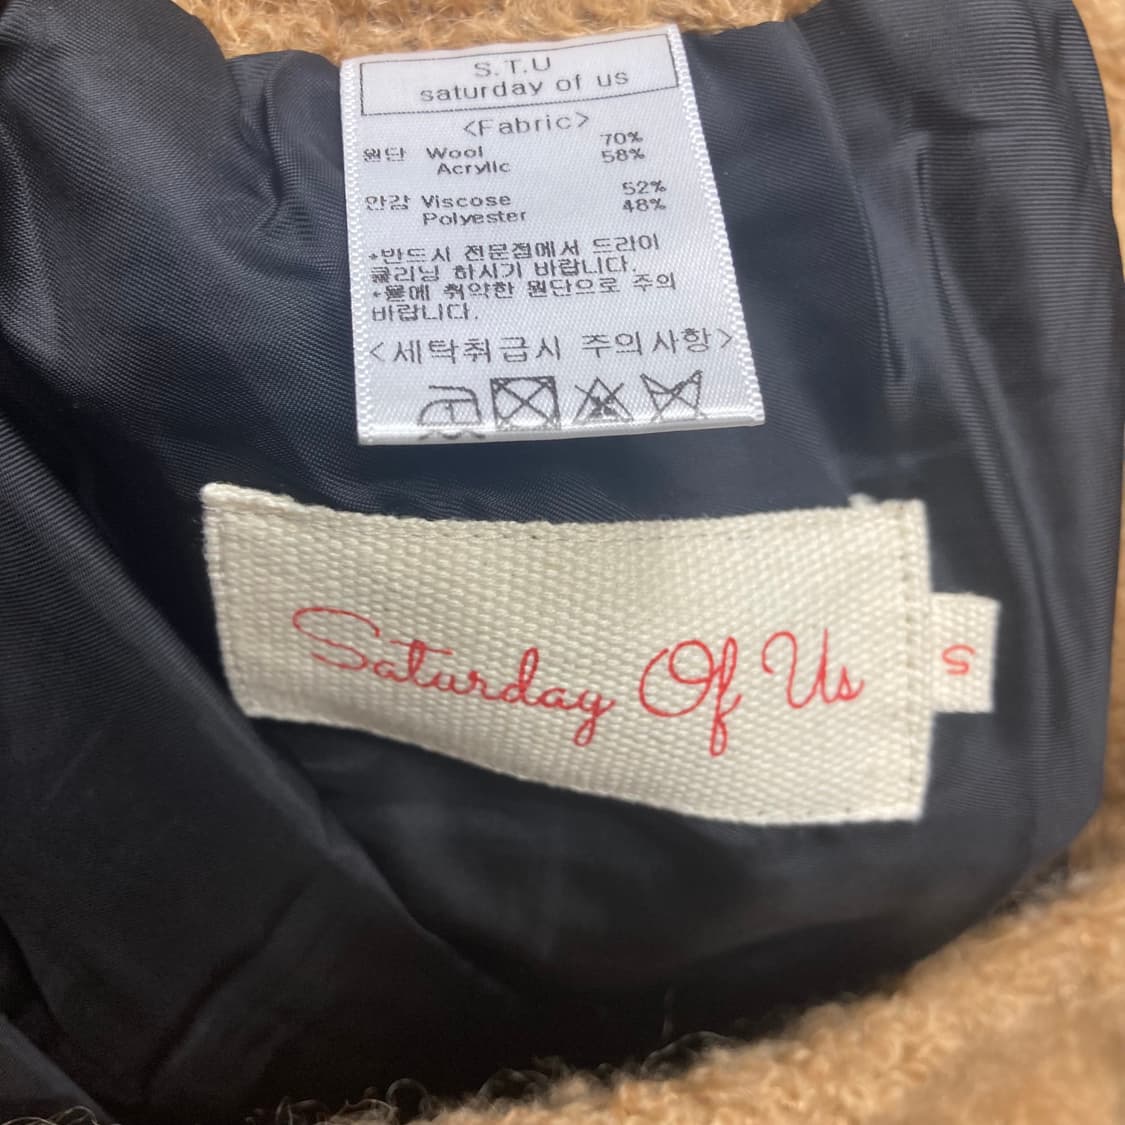 S.T.U
saturday of us
<Fabric>
원단 Wool 70%
Acrylic 58%
안감 Viscose 52%
Polyester 48%
*반드시 전문점에서 드라이
클리닝 하시기 바랍니다.
*물에 취약한 원단으로 주의
바랍니다.
<세탁취급시 주의사항>
Saturday Of Us
S